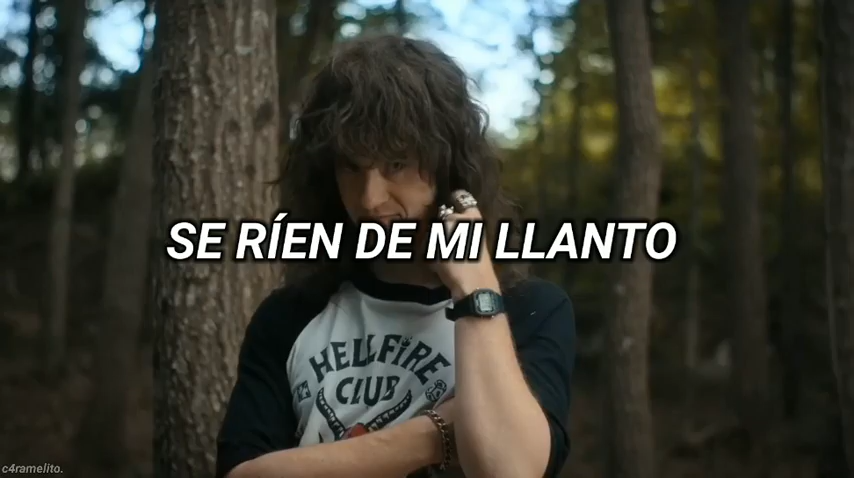 SE RÍEN DE MI LLANTO
HELLFIRE
CLUB
c4ramelito.